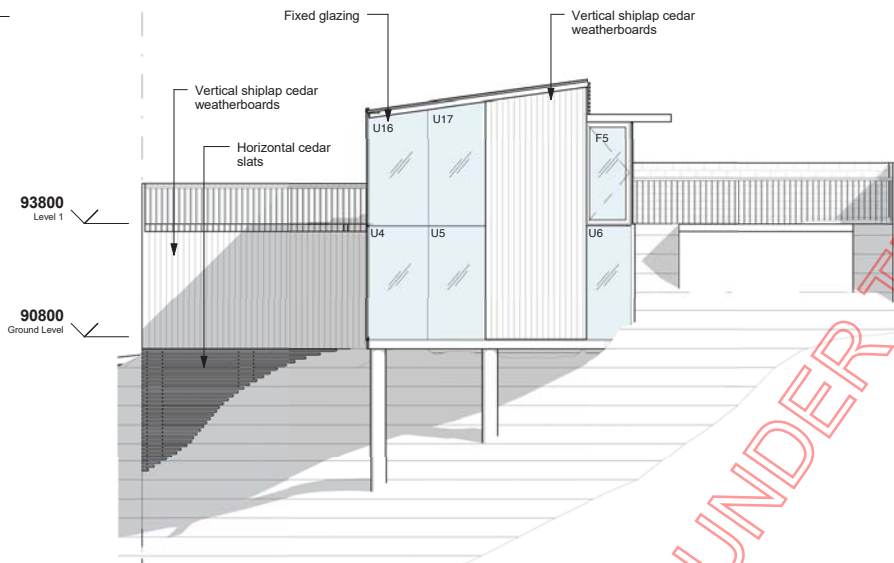 Fixed glazing
Vertical shiplap cedar
weatherboards
Vertical shiplap cedar
weatherboards
Horizontal cedar
slats
U16
U17
F5
93800
Level 1
U4
U5
U6
90800
Ground Level
UNDER